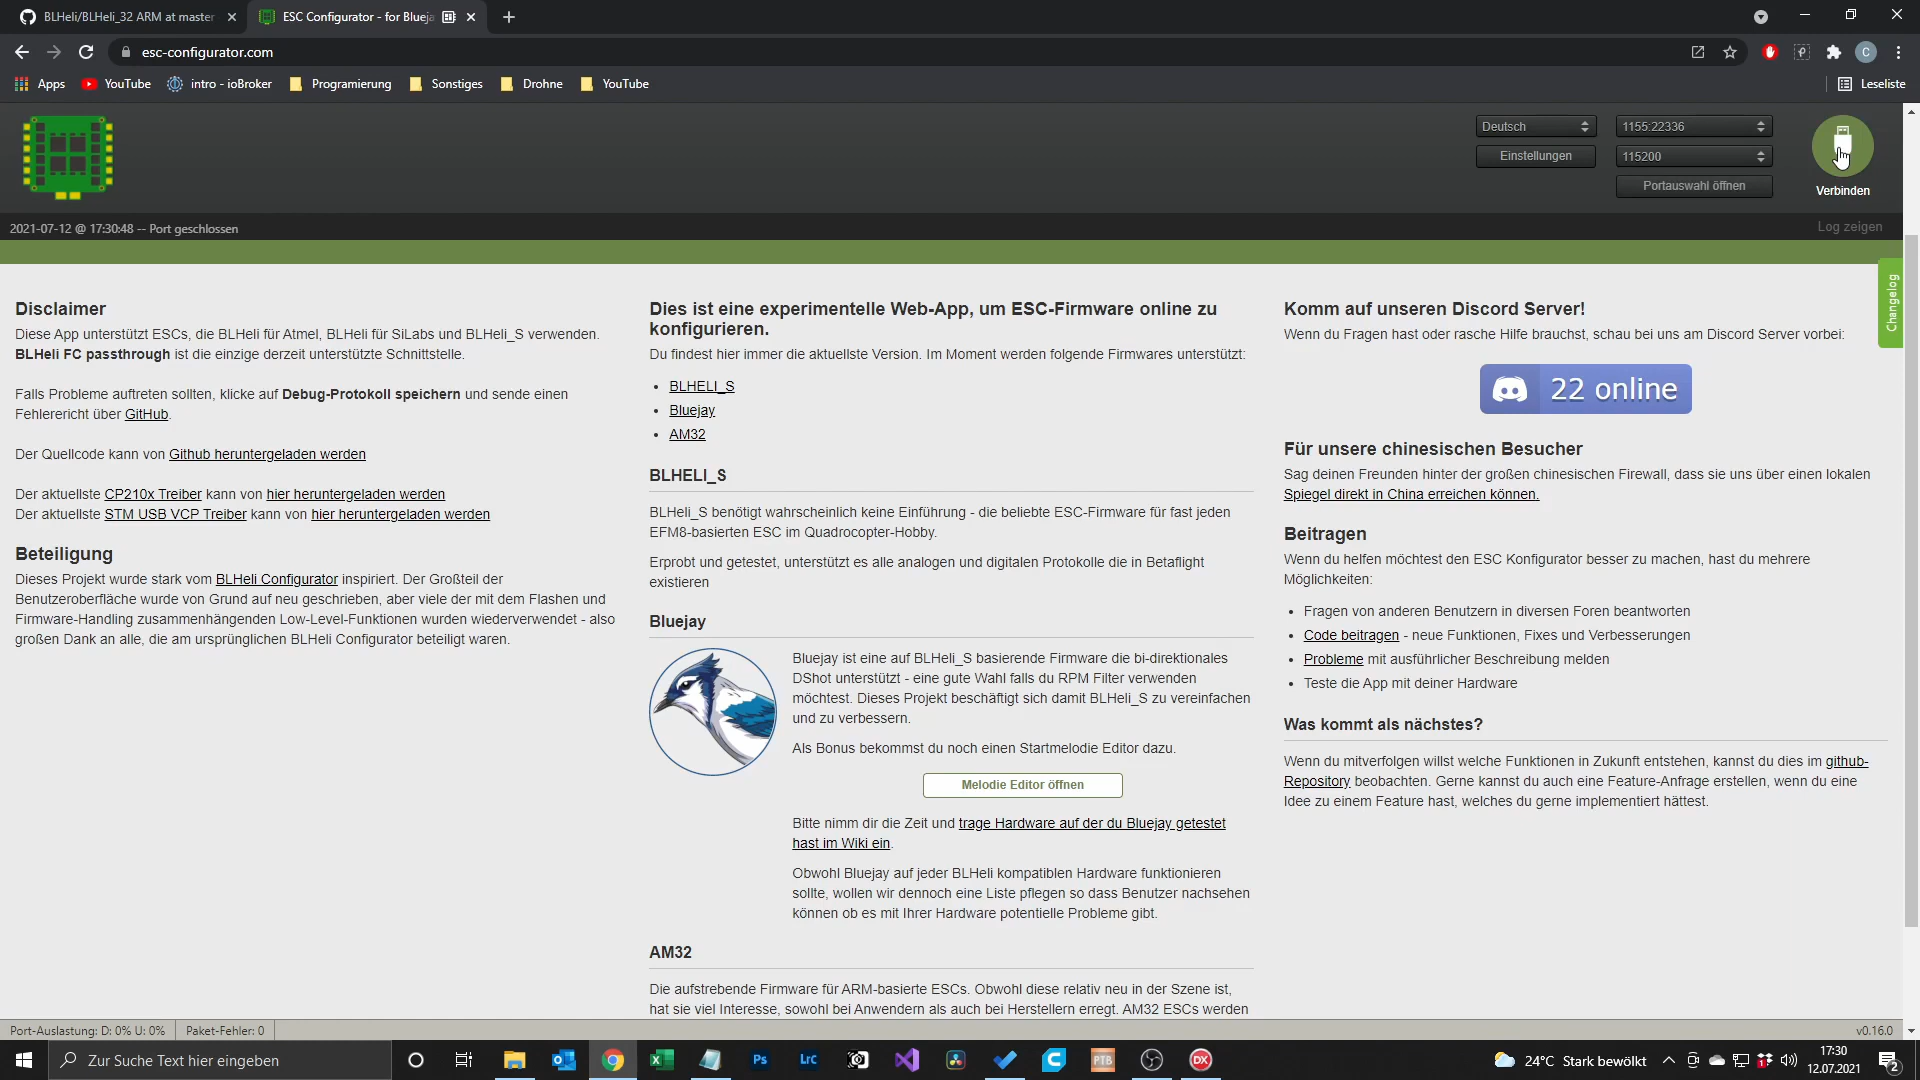 BLHeli/BLHeli_32 ARM at master
ESC Configurator - for Blueja
esc-configurator.com
Apps
YouTube
intro - ioBroker
Programierung
Sonstiges
Drohne
YouTube
Leseliste
C
Deutsch
1155:22336
Einstellungen
115200
Portauswahl öffnen
Verbinden
2021-07-12 @ 17:30:48 -- Port geschlossen
Log zeigen
Changelog
Disclaimer
Diese App unterstützt ESCs, die BLHeli für Atmel, BLHeli für SiLabs und BLHeli_S verwenden.
BLHeli FC passthrough ist die einzige derzeit unterstützte Schnittstelle.
Falls Probleme auftreten sollten, klicke auf Debug-Protokoll speichern und sende einen
Fehlerericht über GitHub.
Der Quellcode kann von Github heruntergeladen werden
Der aktuellste CP210x Treiber kann von hier heruntergeladen werden
Der aktuellste STM USB VCP Treiber kann von hier heruntergeladen werden
Beteiligung
Dieses Projekt wurde stark vom BLHeli Configurator inspiriert. Der Großteil der
Benutzeroberfläche wurde von Grund auf neu geschrieben, aber viele der mit dem Flashen und
Firmware-Handling zusammenhängenden Low-Level-Funktionen wurden wiederverwendet - also
großen Dank an alle, die am ursprünglichen BLHeli Configurator beteiligt waren.
Dies ist eine experimentelle Web-App, um ESC-Firmware online zu
konfigurieren.
Du findest hier immer die aktuellste Version. Im Moment werden folgende Firmwares unterstützt:
• BLHELI_S
• Bluejay
• AM32
BLHELI_S
BLHeli_S benötigt wahrscheinlich keine Einführung - die beliebte ESC-Firmware für fast jeden
EFM8-basierten ESC im Quadrocopter-Hobby.
Erprobt und getestet, unterstützt es alle analogen und digitalen Protokolle die in Betaflight
existieren
Bluejay
Bluejay ist eine auf BLHeli_S basierende Firmware die bi-direktionales
DShot unterstützt - eine gute Wahl falls du RPM Filter verwenden
möchtest. Dieses Projekt beschäftigt sich damit BLHeli_S zu vereinfachen
und zu verbessern.
Als Bonus bekommst du noch einen Startmelodie Editor dazu.
Melodie Editor öffnen
Bitte nimm dir die Zeit und trage Hardware auf der du Bluejay getestet
hast im Wiki ein.
Obwohl Bluejay auf jeder BLHeli kompatiblen Hardware funktionieren
sollte, wollen wir dennoch eine Liste pflegen so dass Benutzer nachsehen
können ob es mit Ihrer Hardware potentielle Probleme gibt.
AM32
Die aufstrebende Firmware für ARM-basierte ESCs. Obwohl diese relativ neu in der Szene ist,
hat sie viel Interesse, sowohl bei Anwendern als auch bei Herstellern erregt. AM32 ESCs werden
Komm auf unseren Discord Server!
Wenn du Fragen hast oder rasche Hilfe brauchst, schau bei uns am Discord Server vorbei:
22 online
Für unsere chinesischen Besucher
Sag deinen Freunden hinter der großen chinesischen Firewall, dass sie uns über einen lokalen
Spiegel direkt in China erreichen können.
Beitragen
Wenn du helfen möchtest den ESC Konfigurator besser zu machen, hast du mehrere
Möglichkeiten:
• Fragen von anderen Benutzern in diversen Foren beantworten
• Code beitragen - neue Funktionen, Fixes und Verbesserungen
• Probleme mit ausführlicher Beschreibung melden
• Teste die App mit deiner Hardware
Was kommt als nächstes?
Wenn du mitverfolgen willst welche Funktionen in Zukunft entstehen, kannst du dies im github-
Repository beobachten. Gerne kannst du auch eine Feature-Anfrage erstellen, wenn du eine
Idee zu einem Feature hast, welches du gerne implementiert hättest.
Port-Auslastung: D: 0% U: 0%
Paket-Fehler: 0
v0.16.0
Zur Suche Text hier eingeben
Ps
Lrc
PTB
DX
24°C Stark bewölkt
17:30
12.07.2021
2